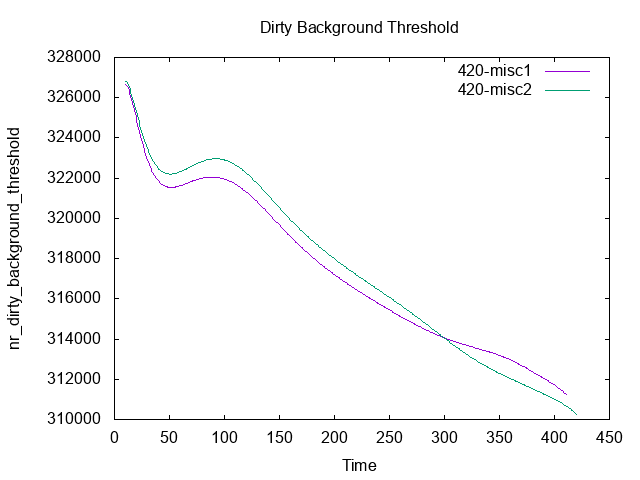 Dirty Background Threshold
328000
326000
324000
322000
320000
318000
316000
314000
312000
310000
nr_dirty_background_threshold
420-misc1
420-misc2
0 50 100 150 200 250 300 350 400 450
Time